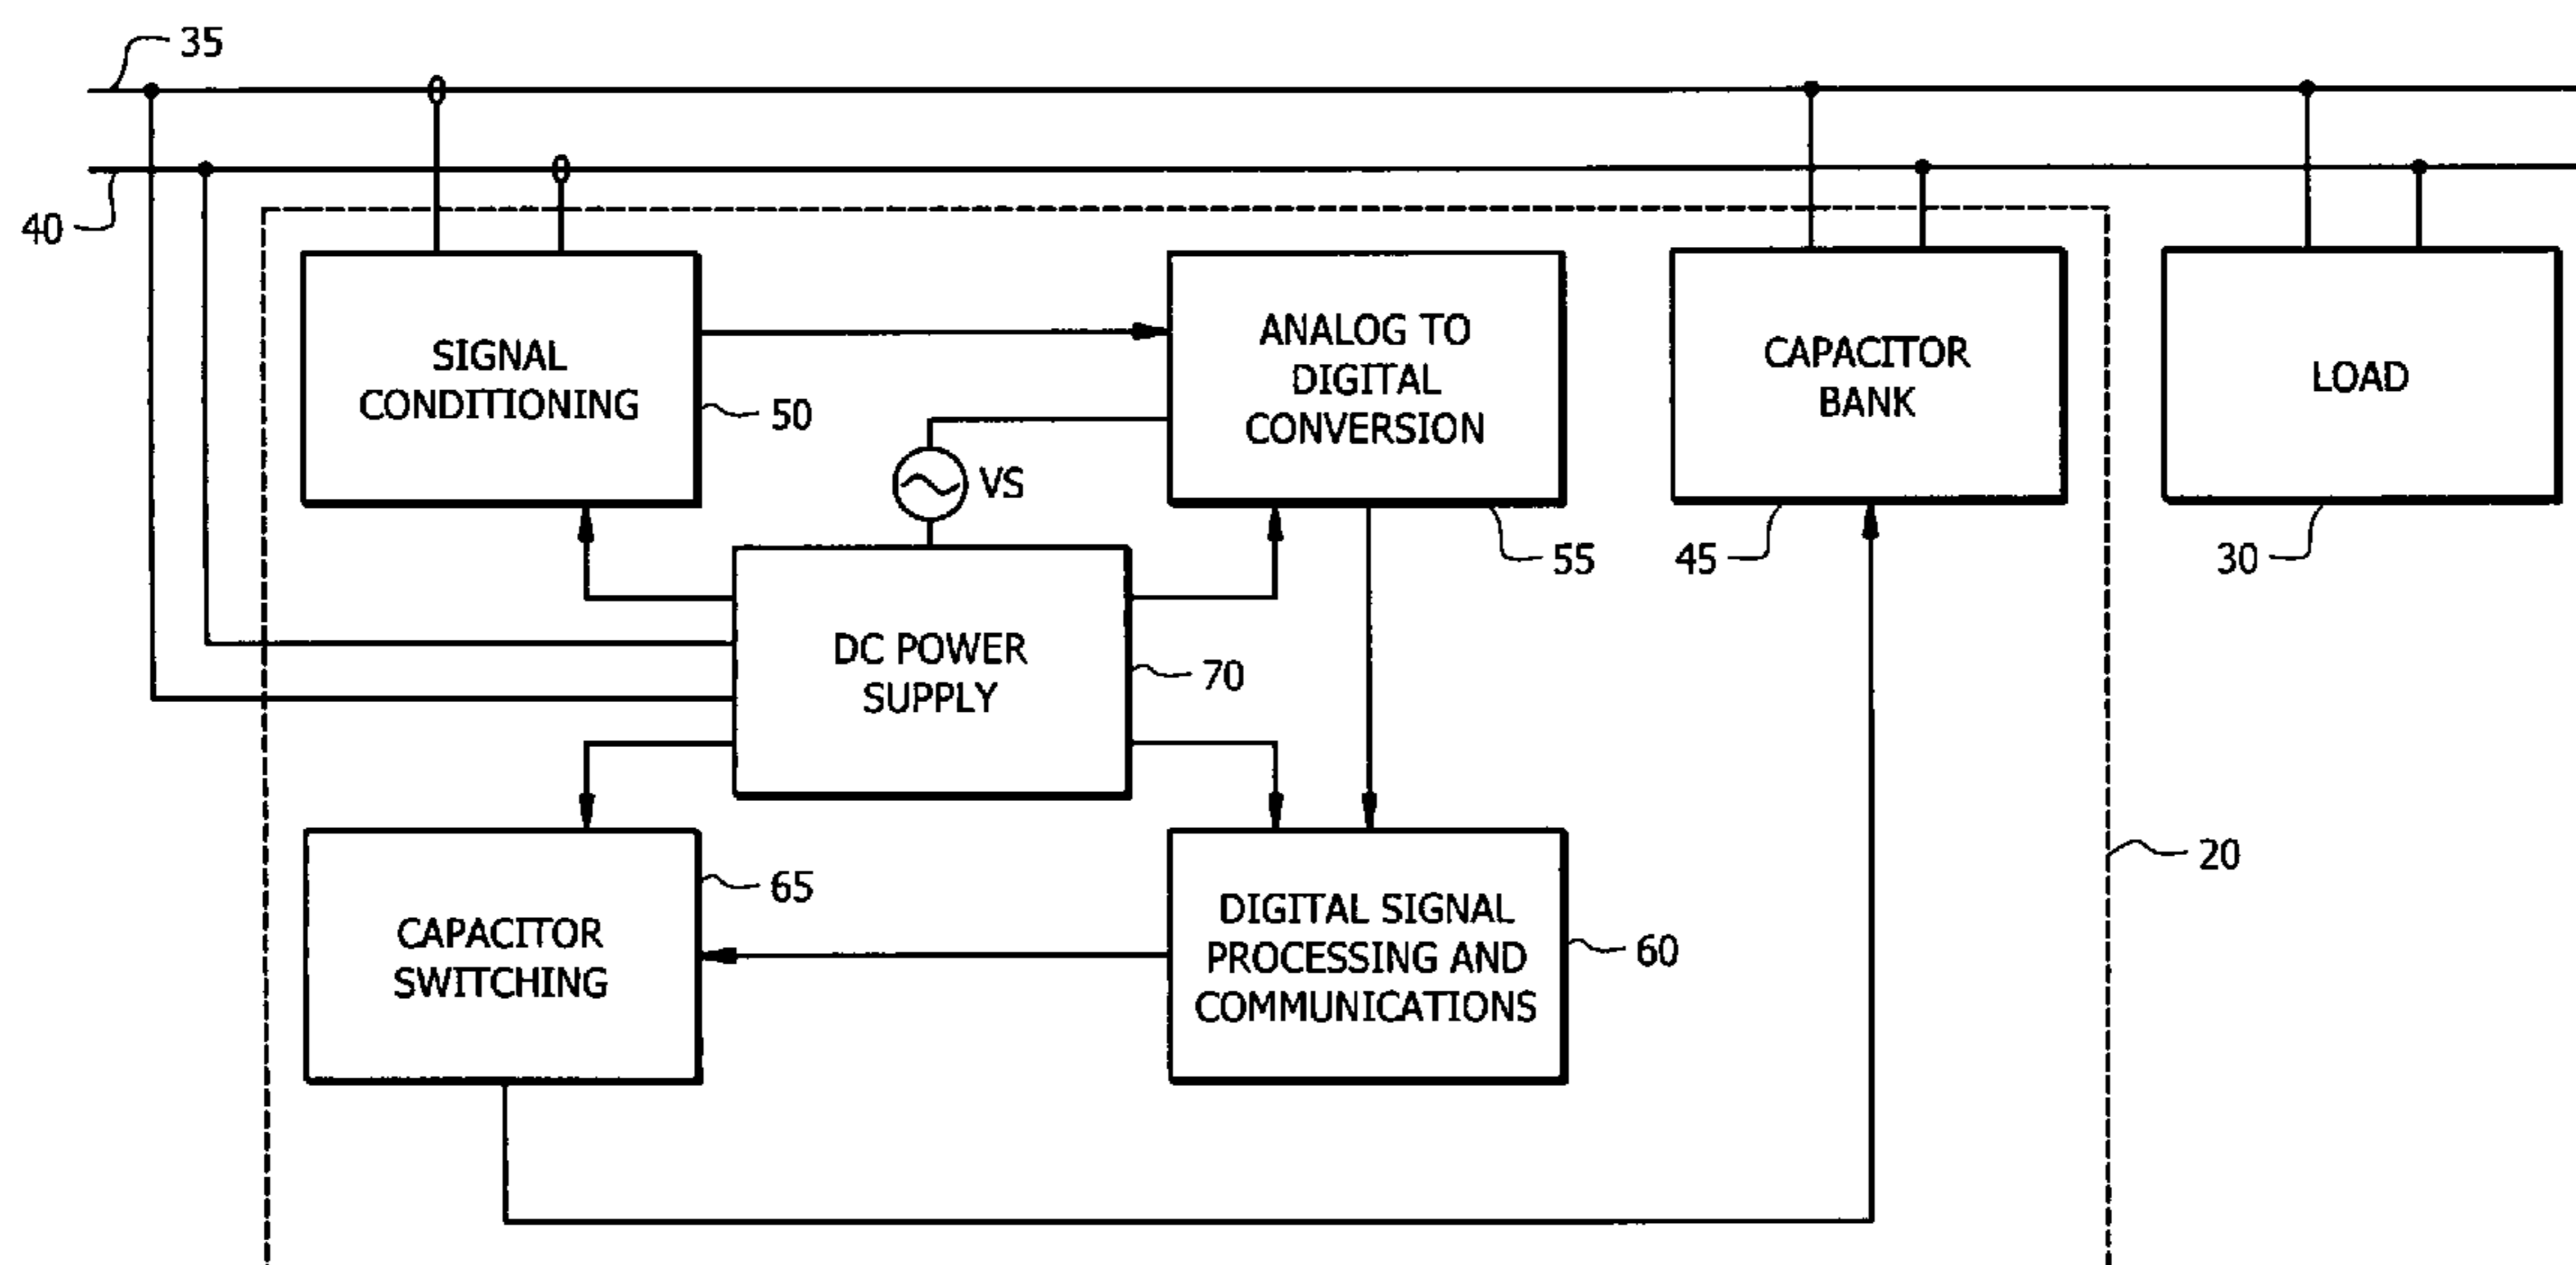 35
40
SIGNAL
CONDITIONING
50
ANALOG TO
DIGITAL
CONVERSION
55
CAPACITOR
BANK
45
LOAD
30
VS
DC POWER
SUPPLY
70
CAPACITOR
SWITCHING
65
DIGITAL SIGNAL
PROCESSING AND
COMMUNICATIONS
60
20